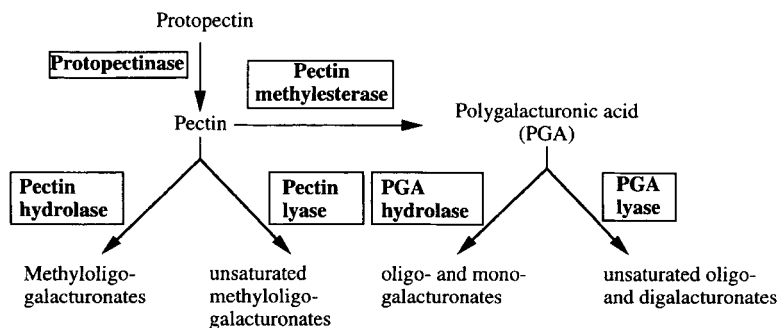 Protopectin
Protopectinase
Pectin
methylesterase
Pectin
Polygalacturonic acid
(PGA)
Pectin
hydrolase
Pectin
lyase
PGA
hydrolase
PGA
lyase
Methyloligo-
galacturonates
unsaturated
methyloligo-
galacturonates
oligo- and mono-
galacturonates
unsaturated oligo-
and digalacturonates